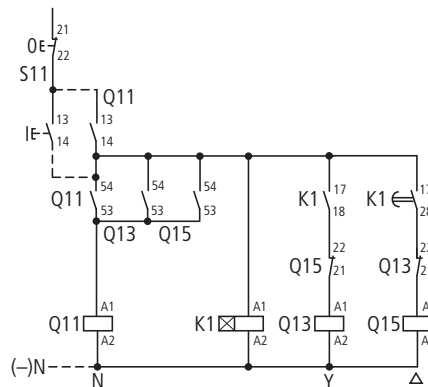 21
0E
22
S11
Q11
13 13
IE
14 14
54 54 54 17 17
Q11 K1 K1
53 53 53 18 28
Q13 Q15
22 22
Q15 Q13
21
A1 A1 A1
Q11 K1 Q13 Q15
A2 A2 A2
(–)N
N Y